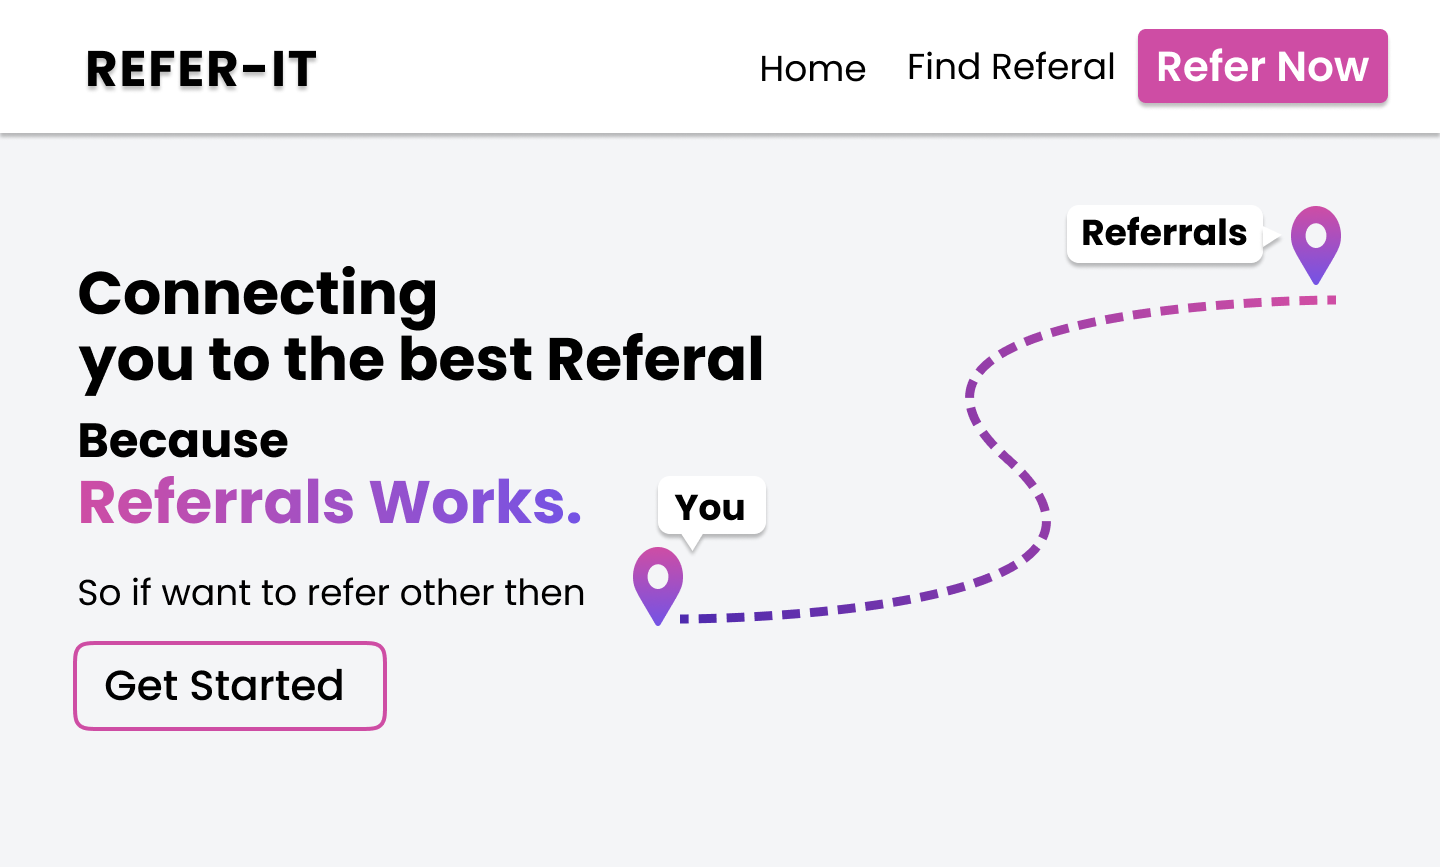 REFER-IT
Home
Find Referal
Refer Now
Referrals
Connecting
you to the best Referal
Because
Referrals Works.
You
So if want to refer other then
Get Started